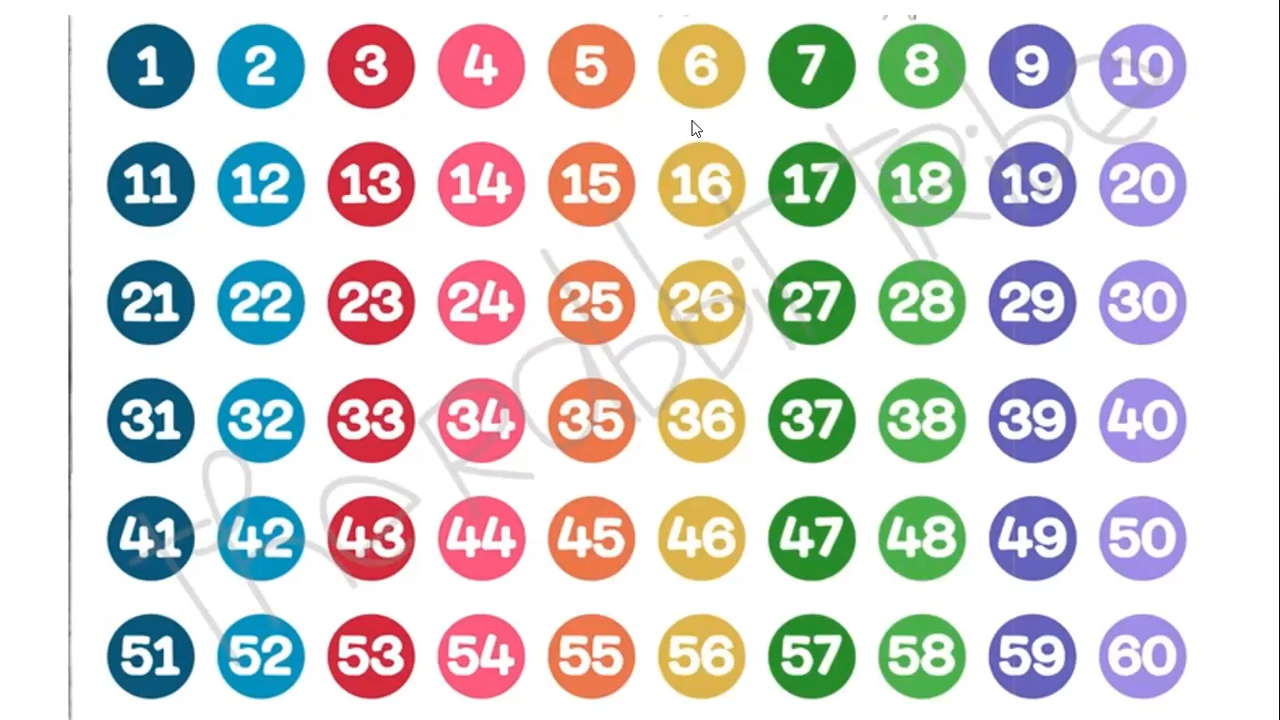 1 2 3 4 5 6 7 8 9 10
11 12 13 14 15 16 17 18 19 20
21 22 23 24 25 26 27 28 29 30
31 32 33 34 35 36 37 38 39 40
41 42 43 44 45 46 47 48 49 50
51 52 53 54 55 56 57 58 59 60
The Rabbit Tribe